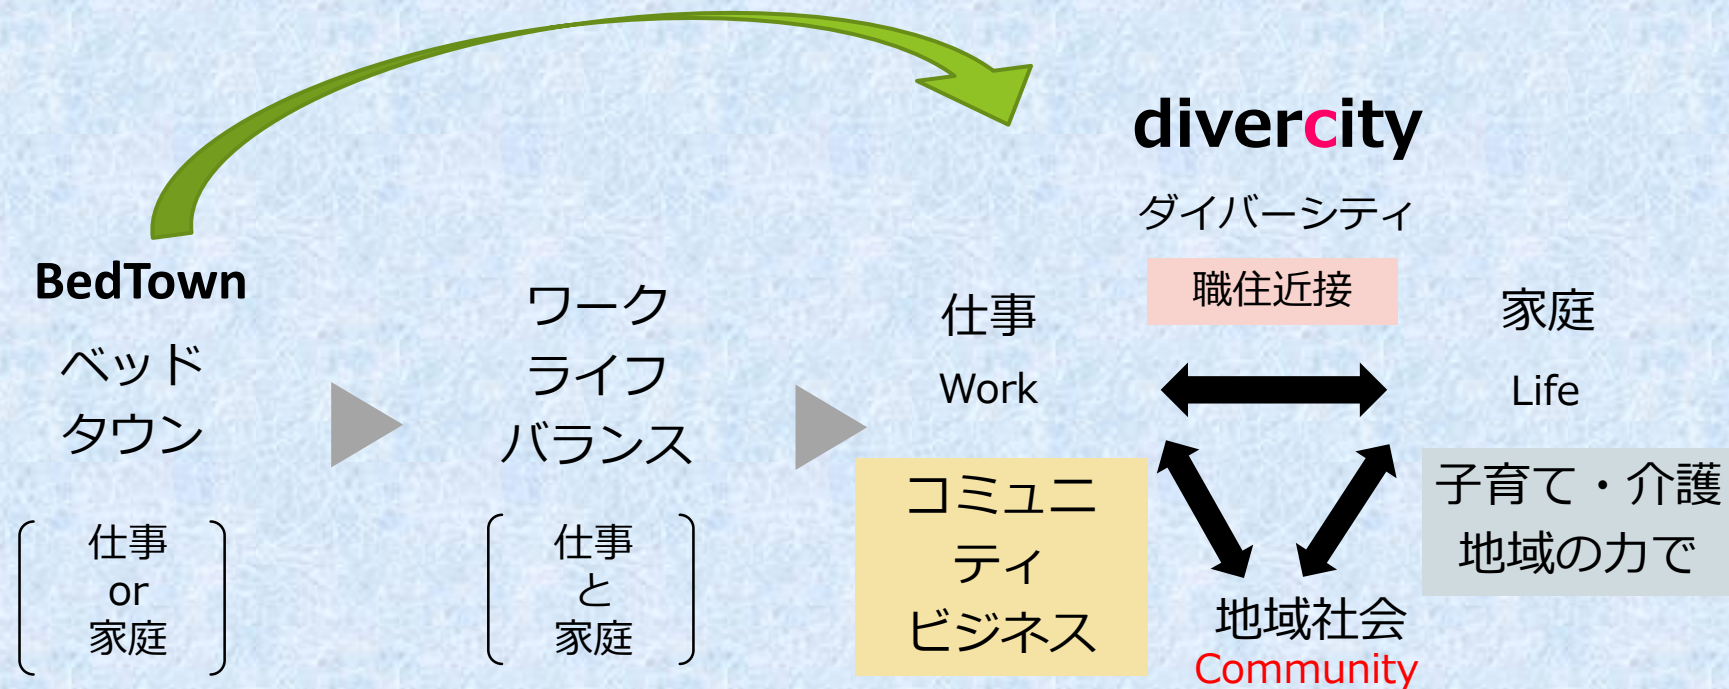 BedTown
ベッド
タウン
仕事
or
家庭
ワーク
ライフ
バランス
仕事
と
家庭
divercity
ダイバーシティ
職住近接
仕事
Work
家庭
Life
コミュニ
ティ
ビジネス
子育て・介護
地域の力で
地域社会
Community